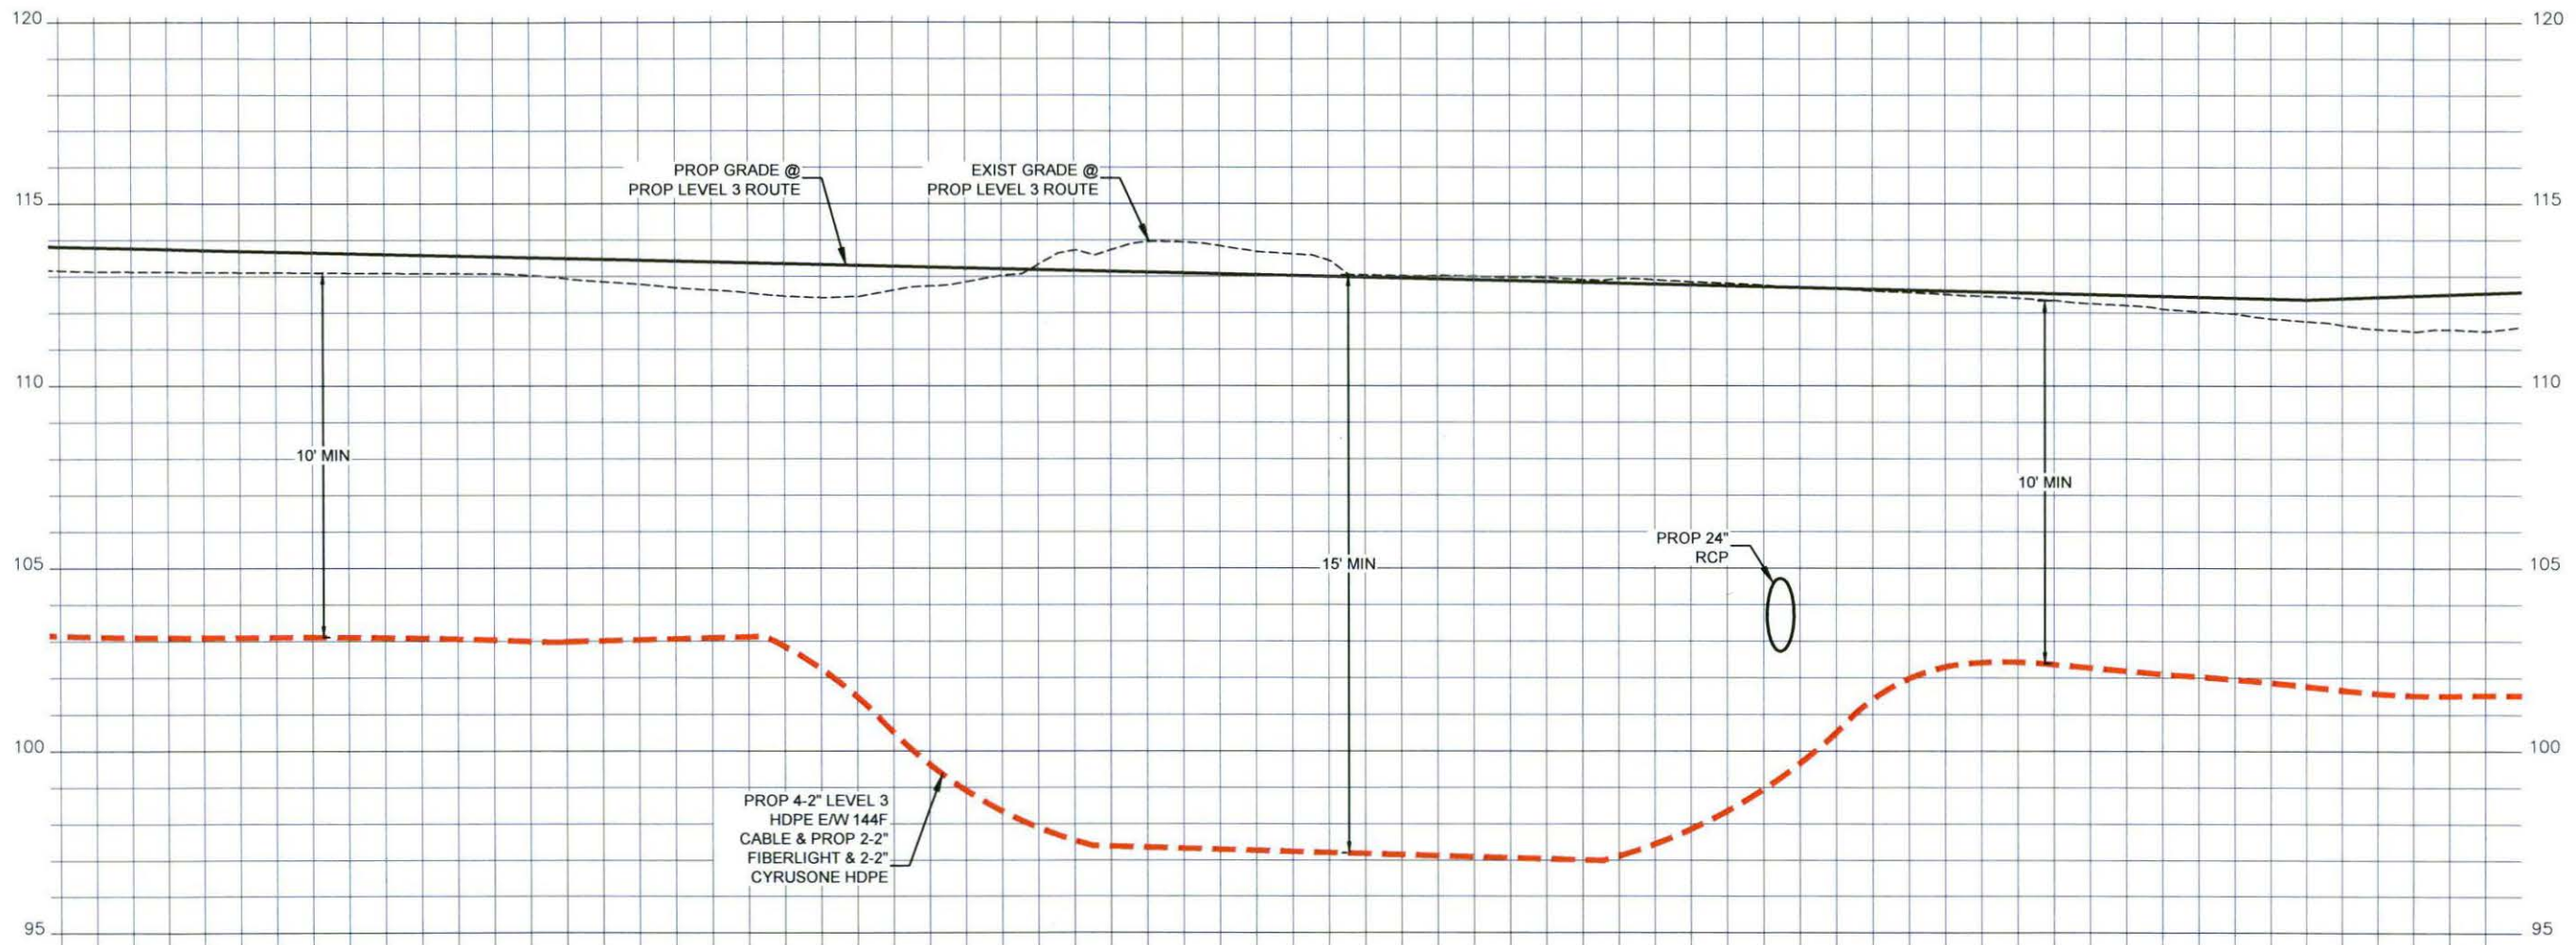 120
120
PROP GRADE @
PROP LEVEL 3 ROUTE
EXIST GRADE @
PROP LEVEL 3 ROUTE
115
115
110
110
10' MIN
10' MIN
PROP 24"
RCP
15' MIN
105
105
100
100
PROP 4-2" LEVEL 3
HDPE E/W 144F
CABLE & PROP 2-2"
FIBERLIGHT & 2-2"
CYRUSONE HDPE
95
95